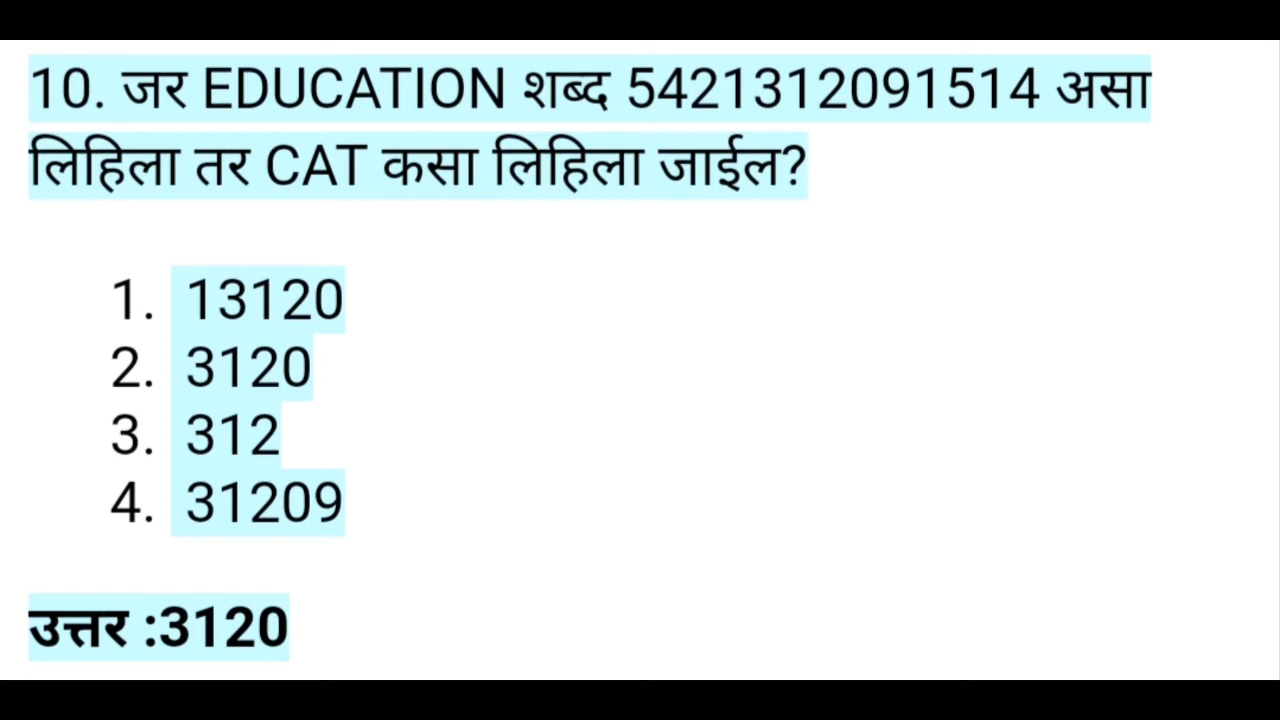 10. जर EDUCATION शब्द 5421312091514 असा
लिहिला तर CAT कसा लिहिला जाईल?
1. 13120
2. 3120
3. 312
4. 31209
उत्तर :3120